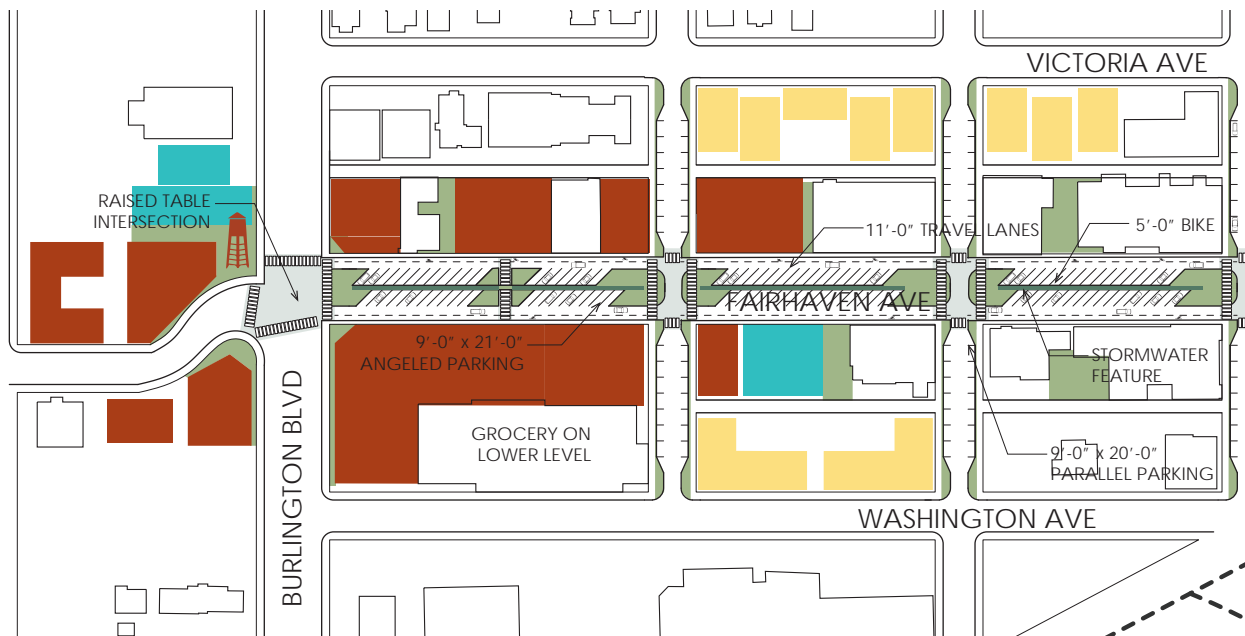 VICTORIA AVE
RAISED TABLE
INTERSECTION
11'-0" TRAVEL LANES
5'-0" BIKE
FAIRHAVEN AVE
9'-0" x 21'-0"
ANGELED PARKING
STORMWATER
FEATURE
BURLINGTON BLVD
GROCERY ON
LOWER LEVEL
9'-0" x 20'-0"
PARALLEL PARKING
WASHINGTON AVE